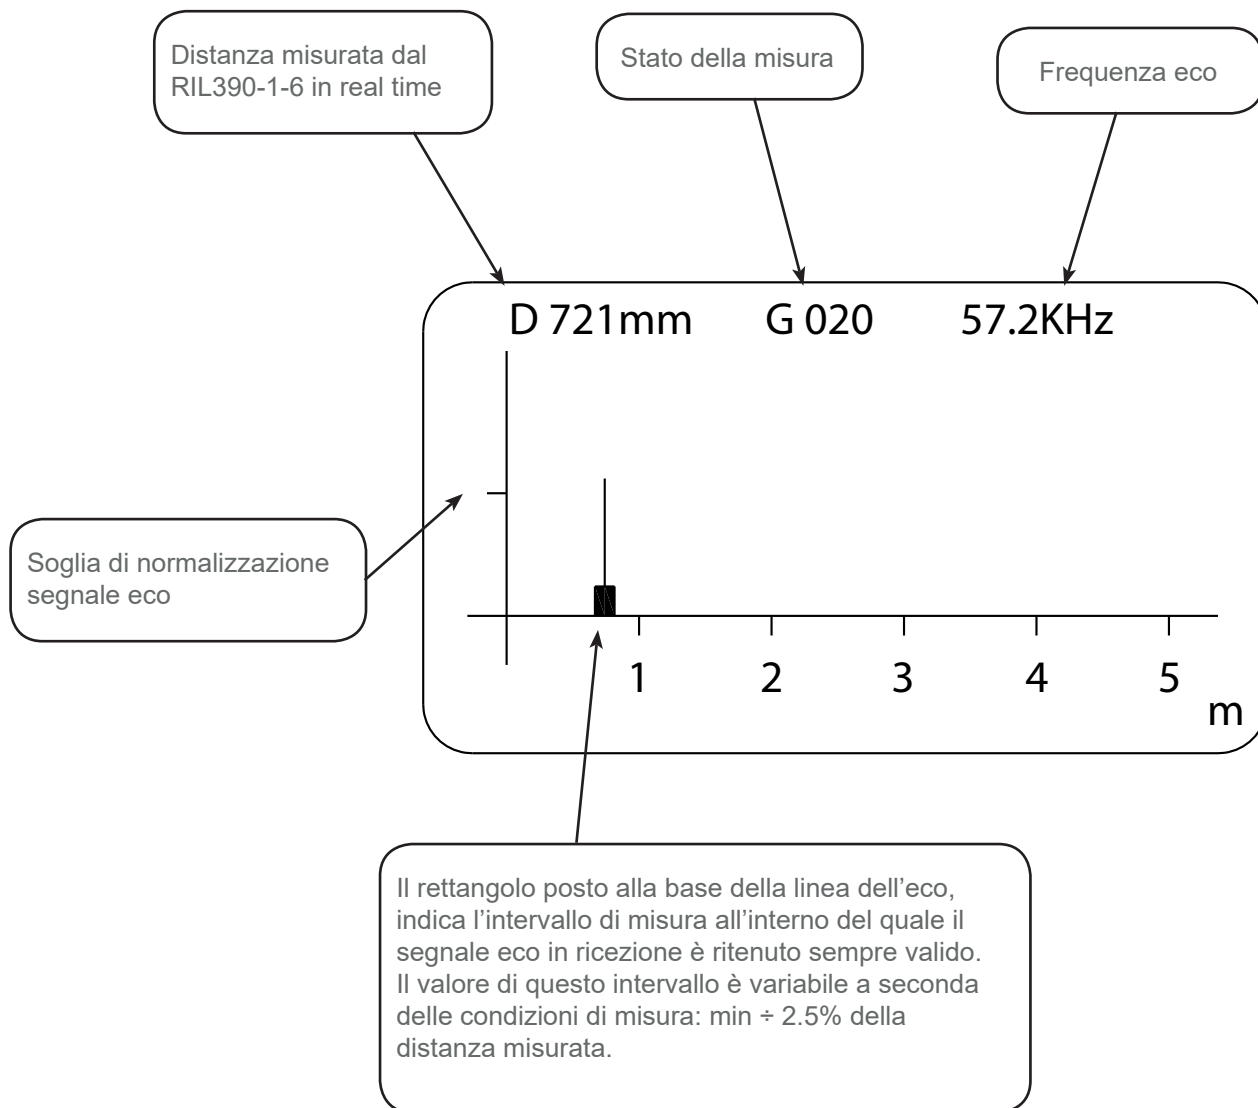 Distanza misurata dal
RIL390-1-6 in real time
Stato della misura
Frequenza eco
D 721mm G 020 57.2KHz
Soglia di normalizzazione
segnale eco
1 2 3 4 5
m
Il rettangolo posto alla base della linea dell’eco,
indica l’intervallo di misura all’interno del quale il
segnale eco in ricezione è ritenuto sempre valido.
Il valore di questo intervallo è variabile a seconda
delle condizioni di misura: min ÷ 2.5% della
distanza misurata.